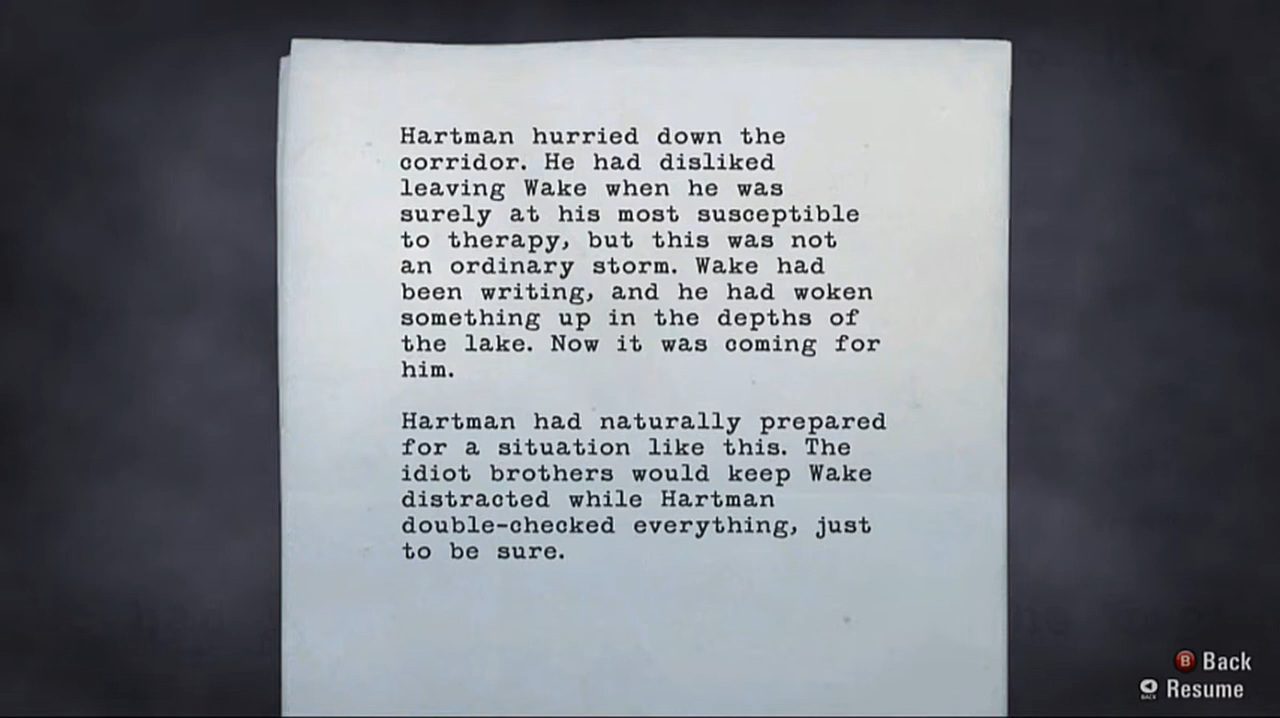 Hartman hurried down the
corridor. He had disliked
leaving Wake when he was
surely at his most susceptible
to therapy, but this was not
an ordinary storm. Wake had
been writing, and he had woken
something up in the depths of
the lake. Now it was coming for
him.
Hartman had naturally prepared
for a situation like this. The
idiot brothers would keep Wake
distracted while Hartman
double-checked everything, just
to be sure.
B Back
BACK Resume